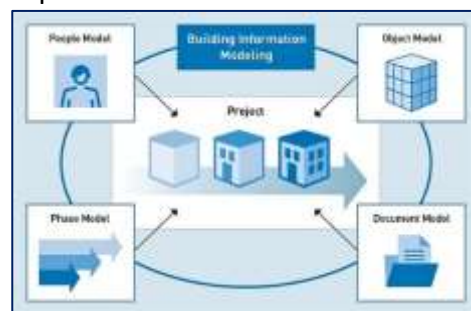 People Model
Building Information
Modeling
Object Model
Project
Phase Model
Document Model